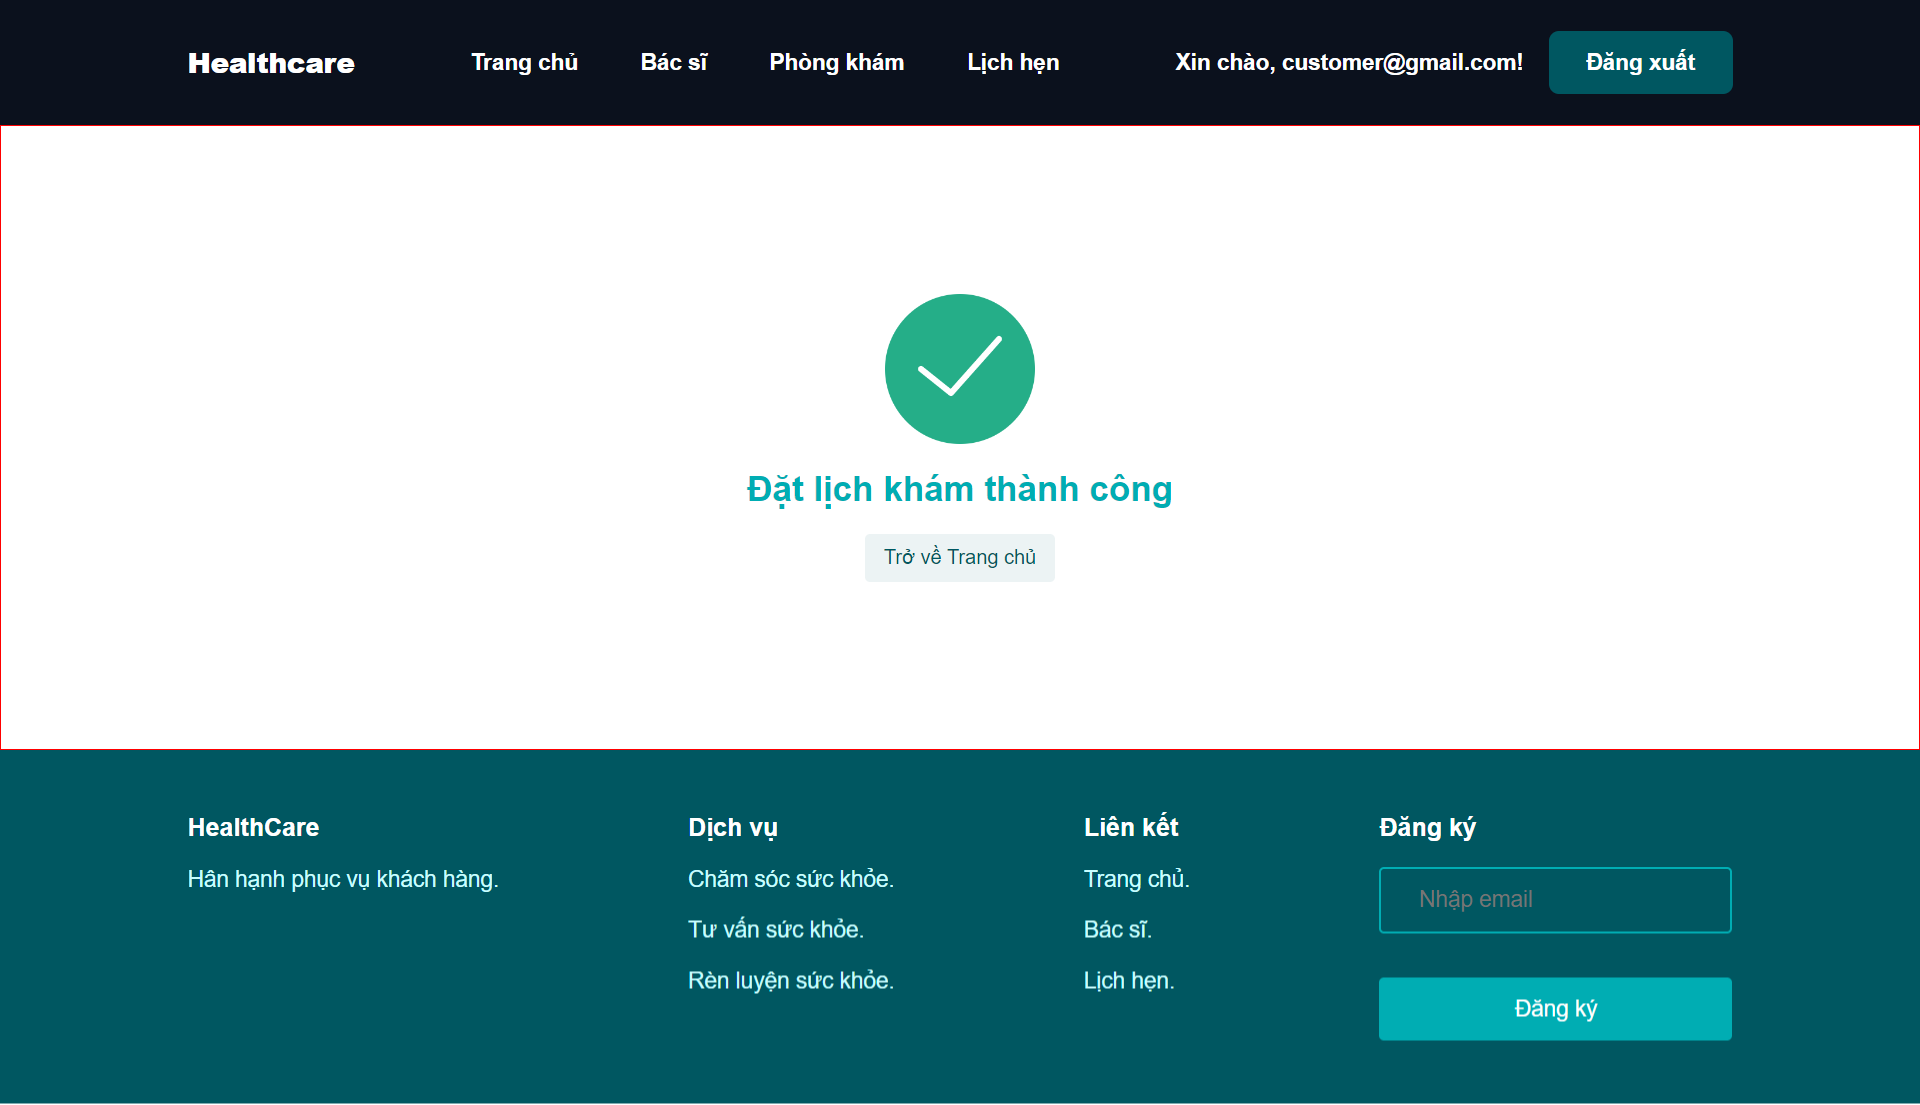 Healthcare
Trang chủ
Bác sĩ
Phòng khám
Lịch hẹn
Xin chào, customer@gmail.com!
Đăng xuất
Đặt lịch khám thành công
Trở về Trang chủ
HealthCare
Hân hạnh phục vụ khách hàng.
Dịch vụ
Chăm sóc sức khỏe.
Tư vấn sức khỏe.
Rèn luyện sức khỏe.
Liên kết
Trang chủ.
Bác sĩ.
Lịch hẹn.
Đăng ký
Nhập email
Đăng ký